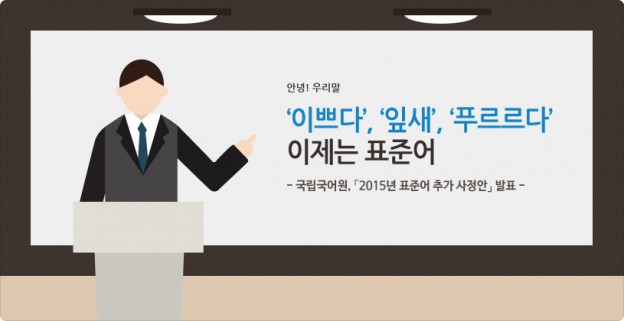 안녕! 우리말
‘이쁘다’, ‘잎새’, ‘푸르르다’
이제는 표준어
- 국립국어원, 「2015년 표준어 추가 사정안」 발표 -